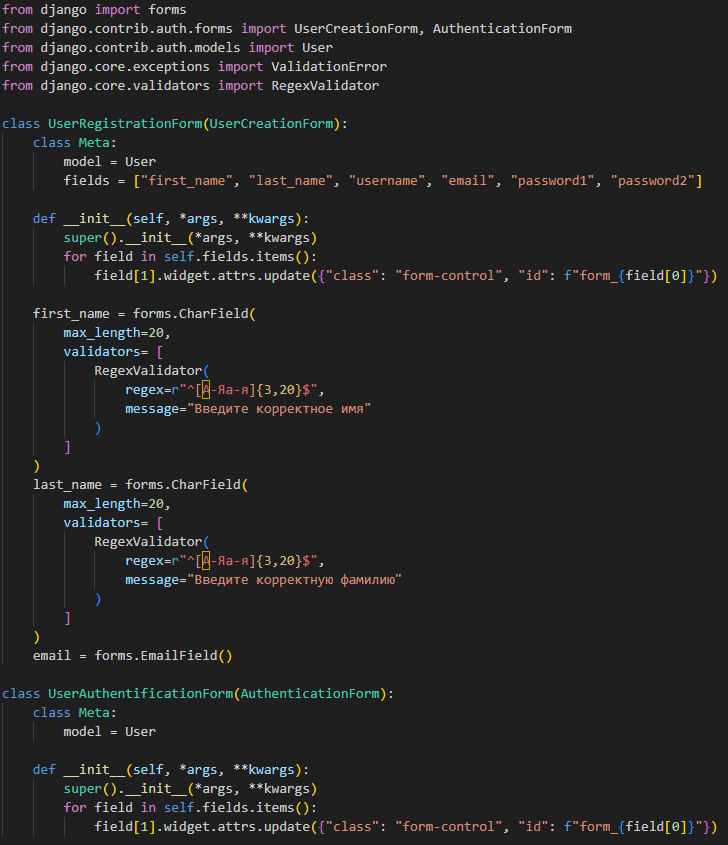 from django import forms
from django.contrib.auth.forms import UserCreationForm, AuthenticationForm
from django.contrib.auth.models import User
from django.core.exceptions import ValidationError
from django.core.validators import RegexValidator

class UserRegistrationForm(UserCreationForm):
    class Meta:
        model = User
        fields = ["first_name", "last_name", "username", "email", "password1", "password2"]

    def __init__(self, *args, **kwargs):
        super().__init__(*args, **kwargs)
        for field in self.fields.items():
            field[1].widget.attrs.update({"class": "form-control", "id": f"form_{field[0]}"})

    first_name = forms.CharField(
        max_length=20,
        validators= [
            RegexValidator(
                regex=r"^[А-Яа-я]{3,20}$",
                message="Введите корректное имя"
            )
        ]
    )
    last_name = forms.CharField(
        max_length=20,
        validators= [
            RegexValidator(
                regex=r"^[А-Яа-я]{3,20}$",
                message="Введите корректную фамилию"
            )
        ]
    )
    email = forms.EmailField()

class UserAuthentificationForm(AuthenticationForm):
    class Meta:
        model = User

    def __init__(self, *args, **kwargs):
        super().__init__(*args, **kwargs)
        for field in self.fields.items():
            field[1].widget.attrs.update({"class": "form-control", "id": f"form_{field[0]}"})